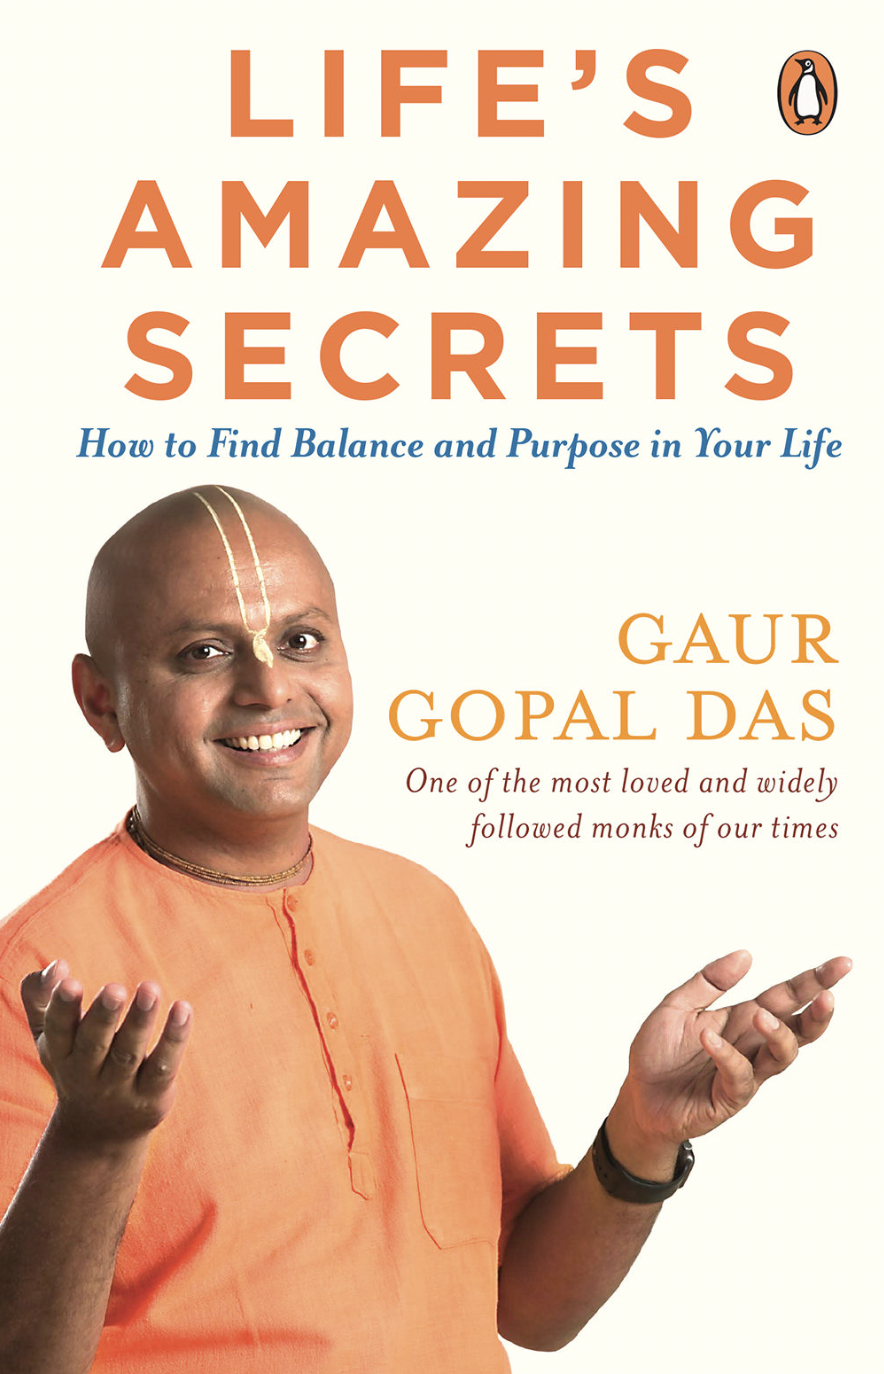 LIFE’S
AMAZING
SECRETS
How to Find Balance and Purpose in Your Life
GAUR
GOPAL DAS
One of the most loved and widely
followed monks of our times